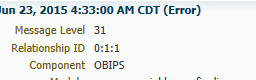 Jun 23, 2015 4:33:00 AM CDT (Error)
Message Level 31
Relationship ID 0:1:1
Component OBIPS